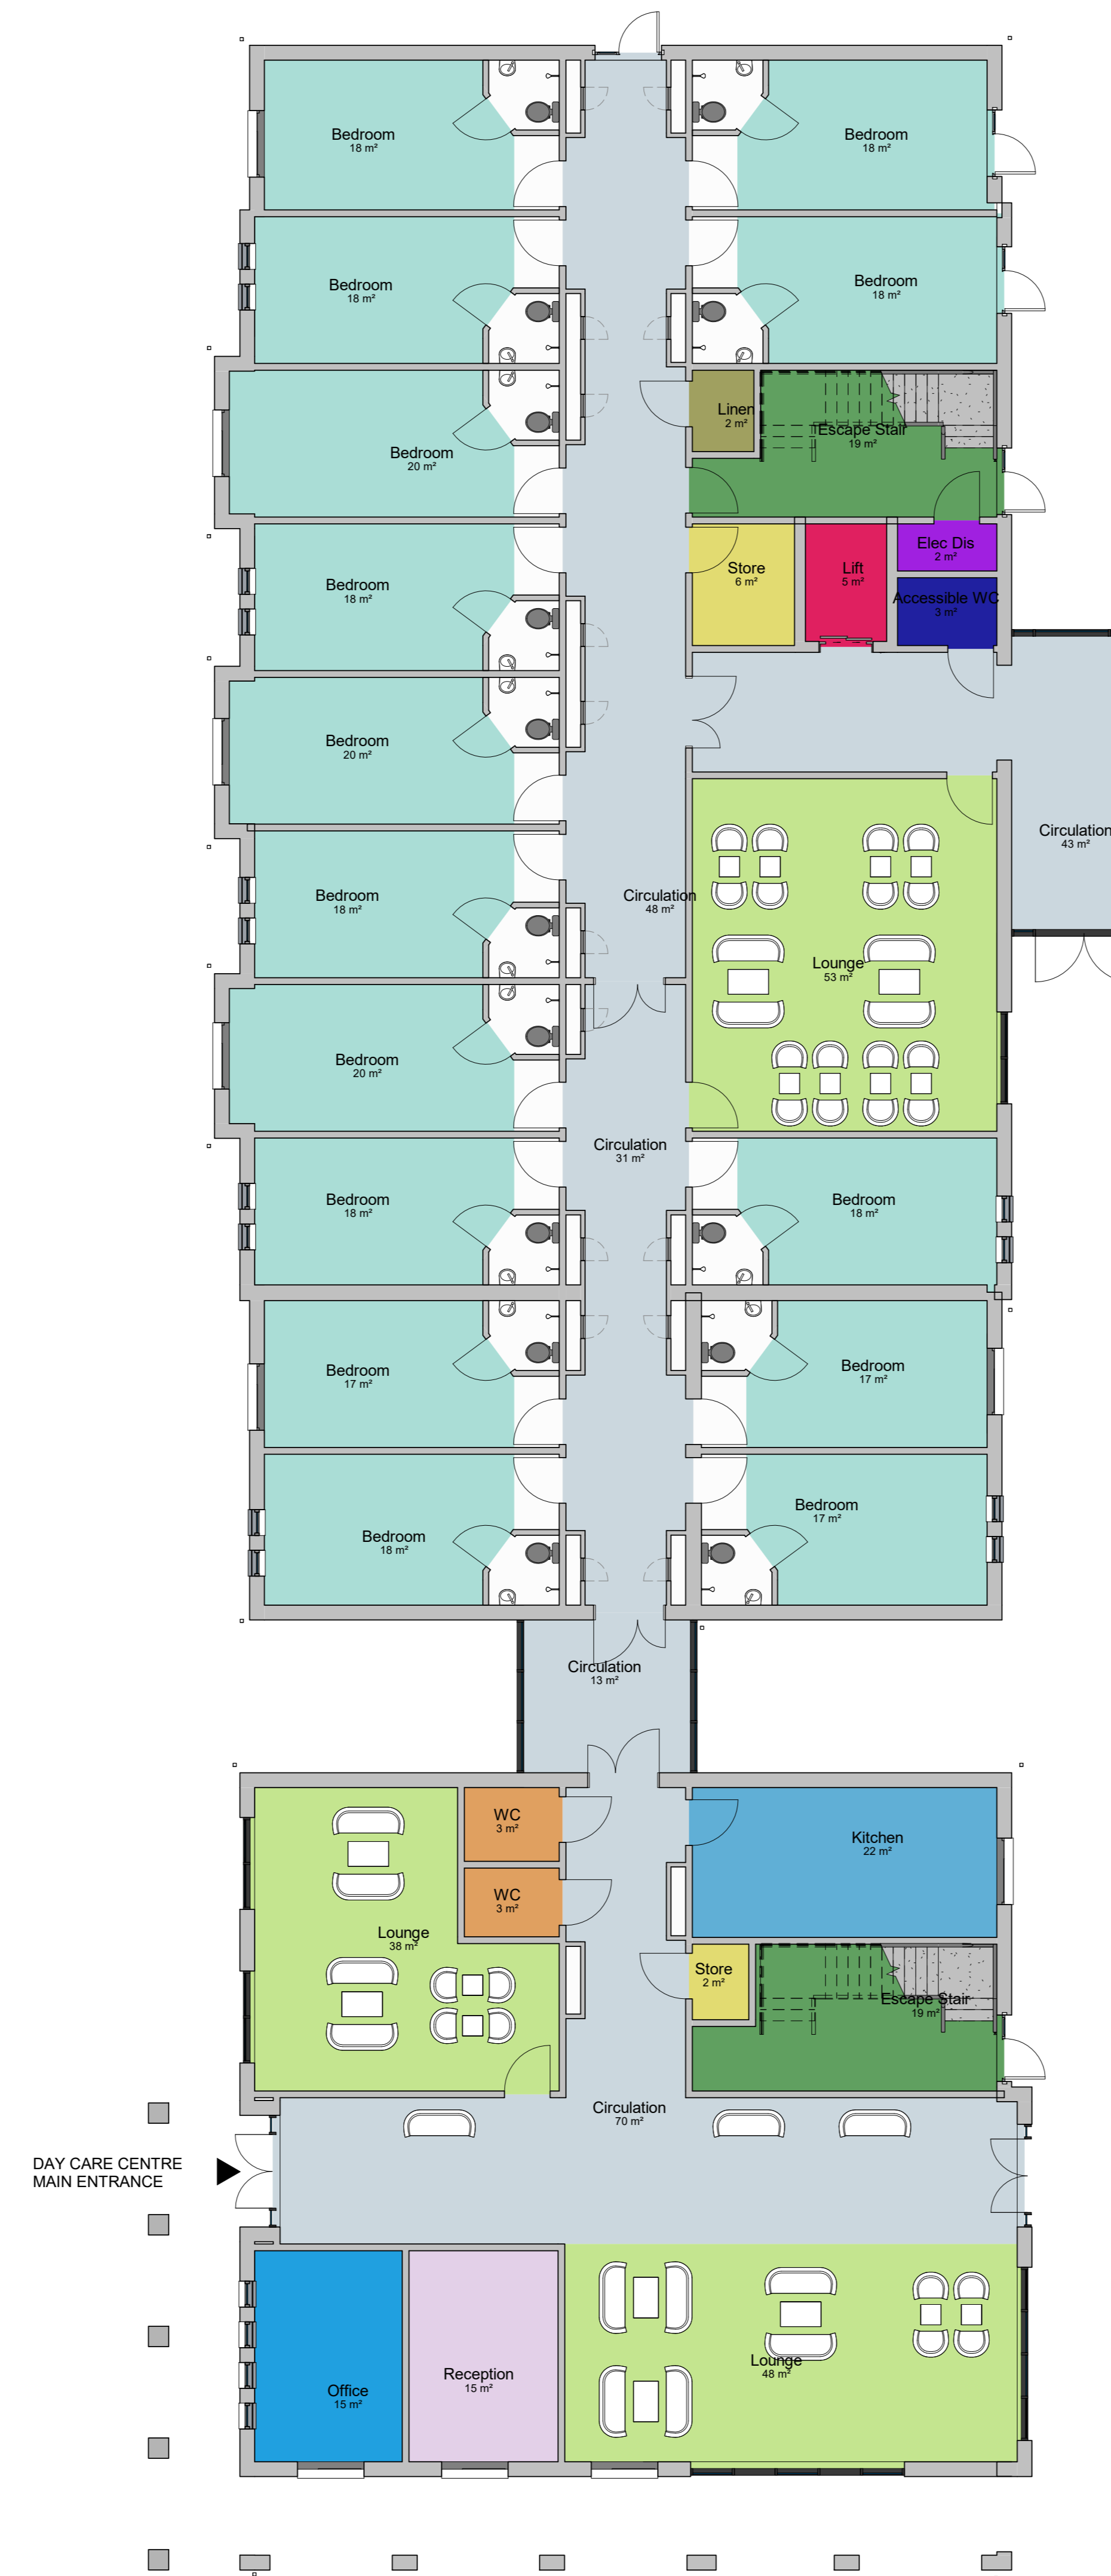 Bedroom
18 m²
Bedroom
18 m²
Bedroom
18 m²
Bedroom
18 m²
Bedroom
20 m²
Linen
2 m²
Escape Stair
19 m²
Bedroom
18 m²
Store
6 m²
Lift
5 m²
Elec Dis
2 m²
Accessible WC
3 m²
Bedroom
20 m²
Circulation
43 m²
Bedroom
18 m²
Circulation
48 m²
Lounge
53 m²
Bedroom
20 m²
Circulation
31 m²
Bedroom
18 m²
Bedroom
18 m²
Bedroom
17 m²
Bedroom
17 m²
Bedroom
18 m²
Bedroom
17 m²
Circulation
13 m²
WC
3 m²
Kitchen
22 m²
WC
3 m²
Lounge
38 m²
Store
2 m²
Escape Stair
19 m²
Circulation
70 m²
DAY CARE CENTRE
MAIN ENTRANCE
Office
15 m²
Reception
15 m²
Lounge
48 m²